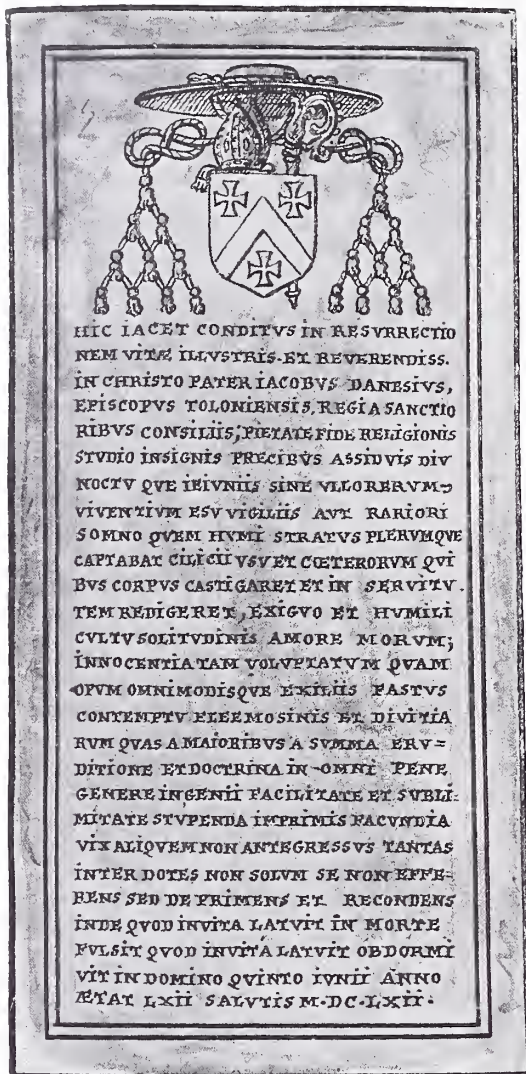 HIC IACET CONDITVS IN RESVRRECTIO
NEM VITÆ ILLVSTRIS·ET REVERENDISS.
IN CHRISTO PATER IACOBVS DANESIVS,
EPISCOPVS TOLONIENSIS, REGI A SANCTIO
RIBVS CONSILIIS, PIETATE FIDE RELIGIONIS
STVDIO INSIGNIS PRECIBVS ASSIDVIS DIV
NOCTV QVE IEIVNIIS SINE VLLORERVM
VIVENTIVM ESV VIGILIIS AVT RARIORI
SOMNO QVEM HVMI STRATVS PLERVMQVE
CAPTABAT CILICII VSV ET CŒTERORVM QVI
BVS CORPVS CASTIGARET ET IN SERVITV.
TEM REDIGERET, EXIGVO ET HVMILI
CVLTV SOLITVDINIS AMORE MORVM;
INNOCENTIA TAM VOLVPTATVM QVAM
OPVM OMNIMODISQVE EXILIIS FASTVS
CONTEMPTV ELEEMOSINIS ET DIVITIA
RVM QVAS A MAIORIBVS A SVMMA ERV=
DITIONE ET DOCTRINA IN OMNI PENE
GENERE INGENII FACILITATE ET SVBLI:
MITATE STVPENDA IMPRIMIS FACVNDIA
VIX ALIQVEM NON ANTEGRESSVS TANTAS
INTER DOTES NON SOLVM SE NON EFFE-
RENS SED DEPRIMENS ET RECONDENS
INDE QVOD INVITA LATVIT IN MORTE
FVLSIT QVOD INVITA LATVIT OBDORMI
VIT IN DOMINO QVINTO IVNII ANNO
ÆTAT LXII SALVTIS M·DC·LXII·